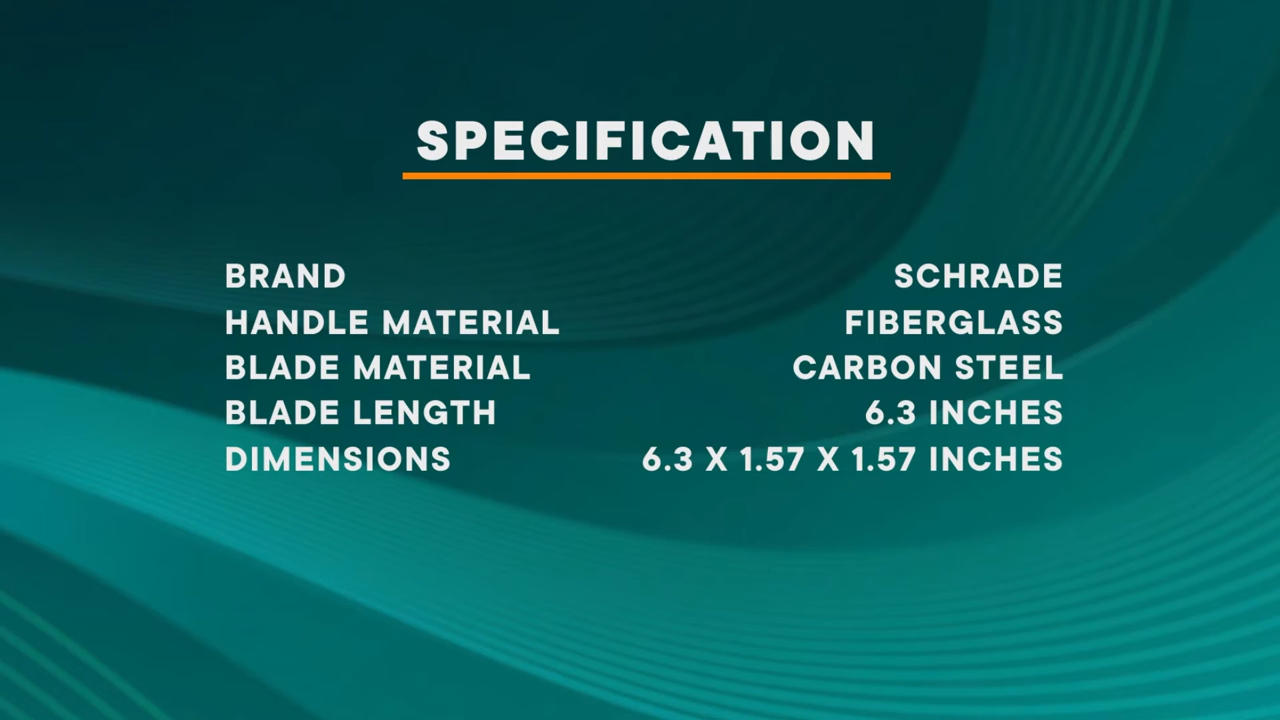 SPECIFICATION
BRAND SCHRADE
HANDLE MATERIAL FIBERGLASS
BLADE MATERIAL CARBON STEEL
BLADE LENGTH 6.3 INCHES
DIMENSIONS 6.3 X 1.57 X 1.57 INCHES